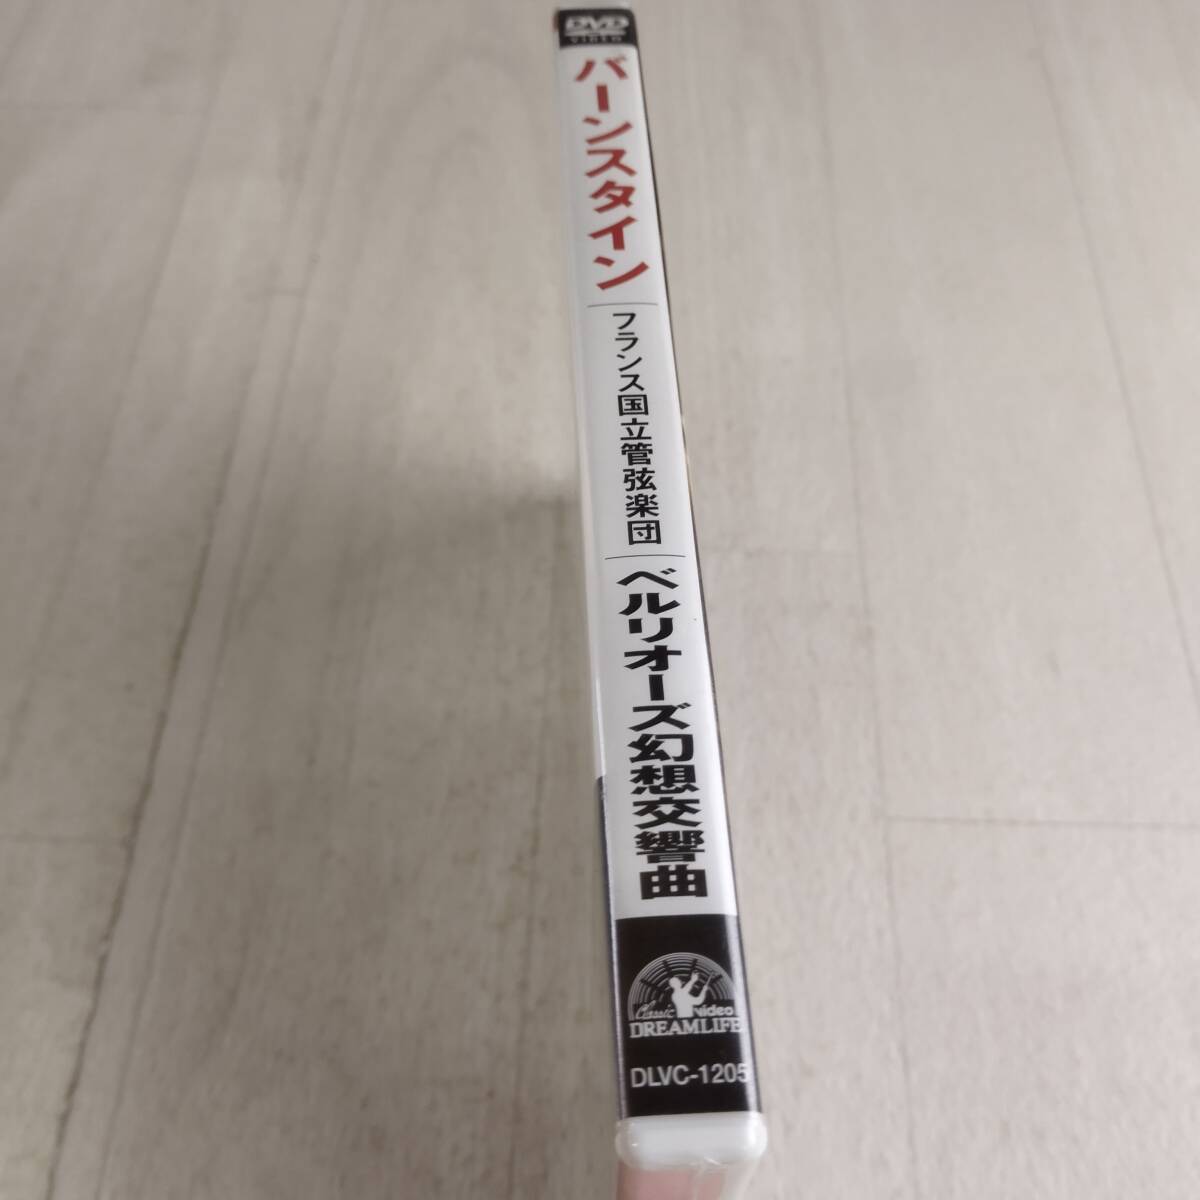 DVD
VIDEO
バーンスタイン
フランス国立管弦楽団
ベルリオーズ幻想交響曲
Classic Video
DREAMLIFE
DLVC-1205